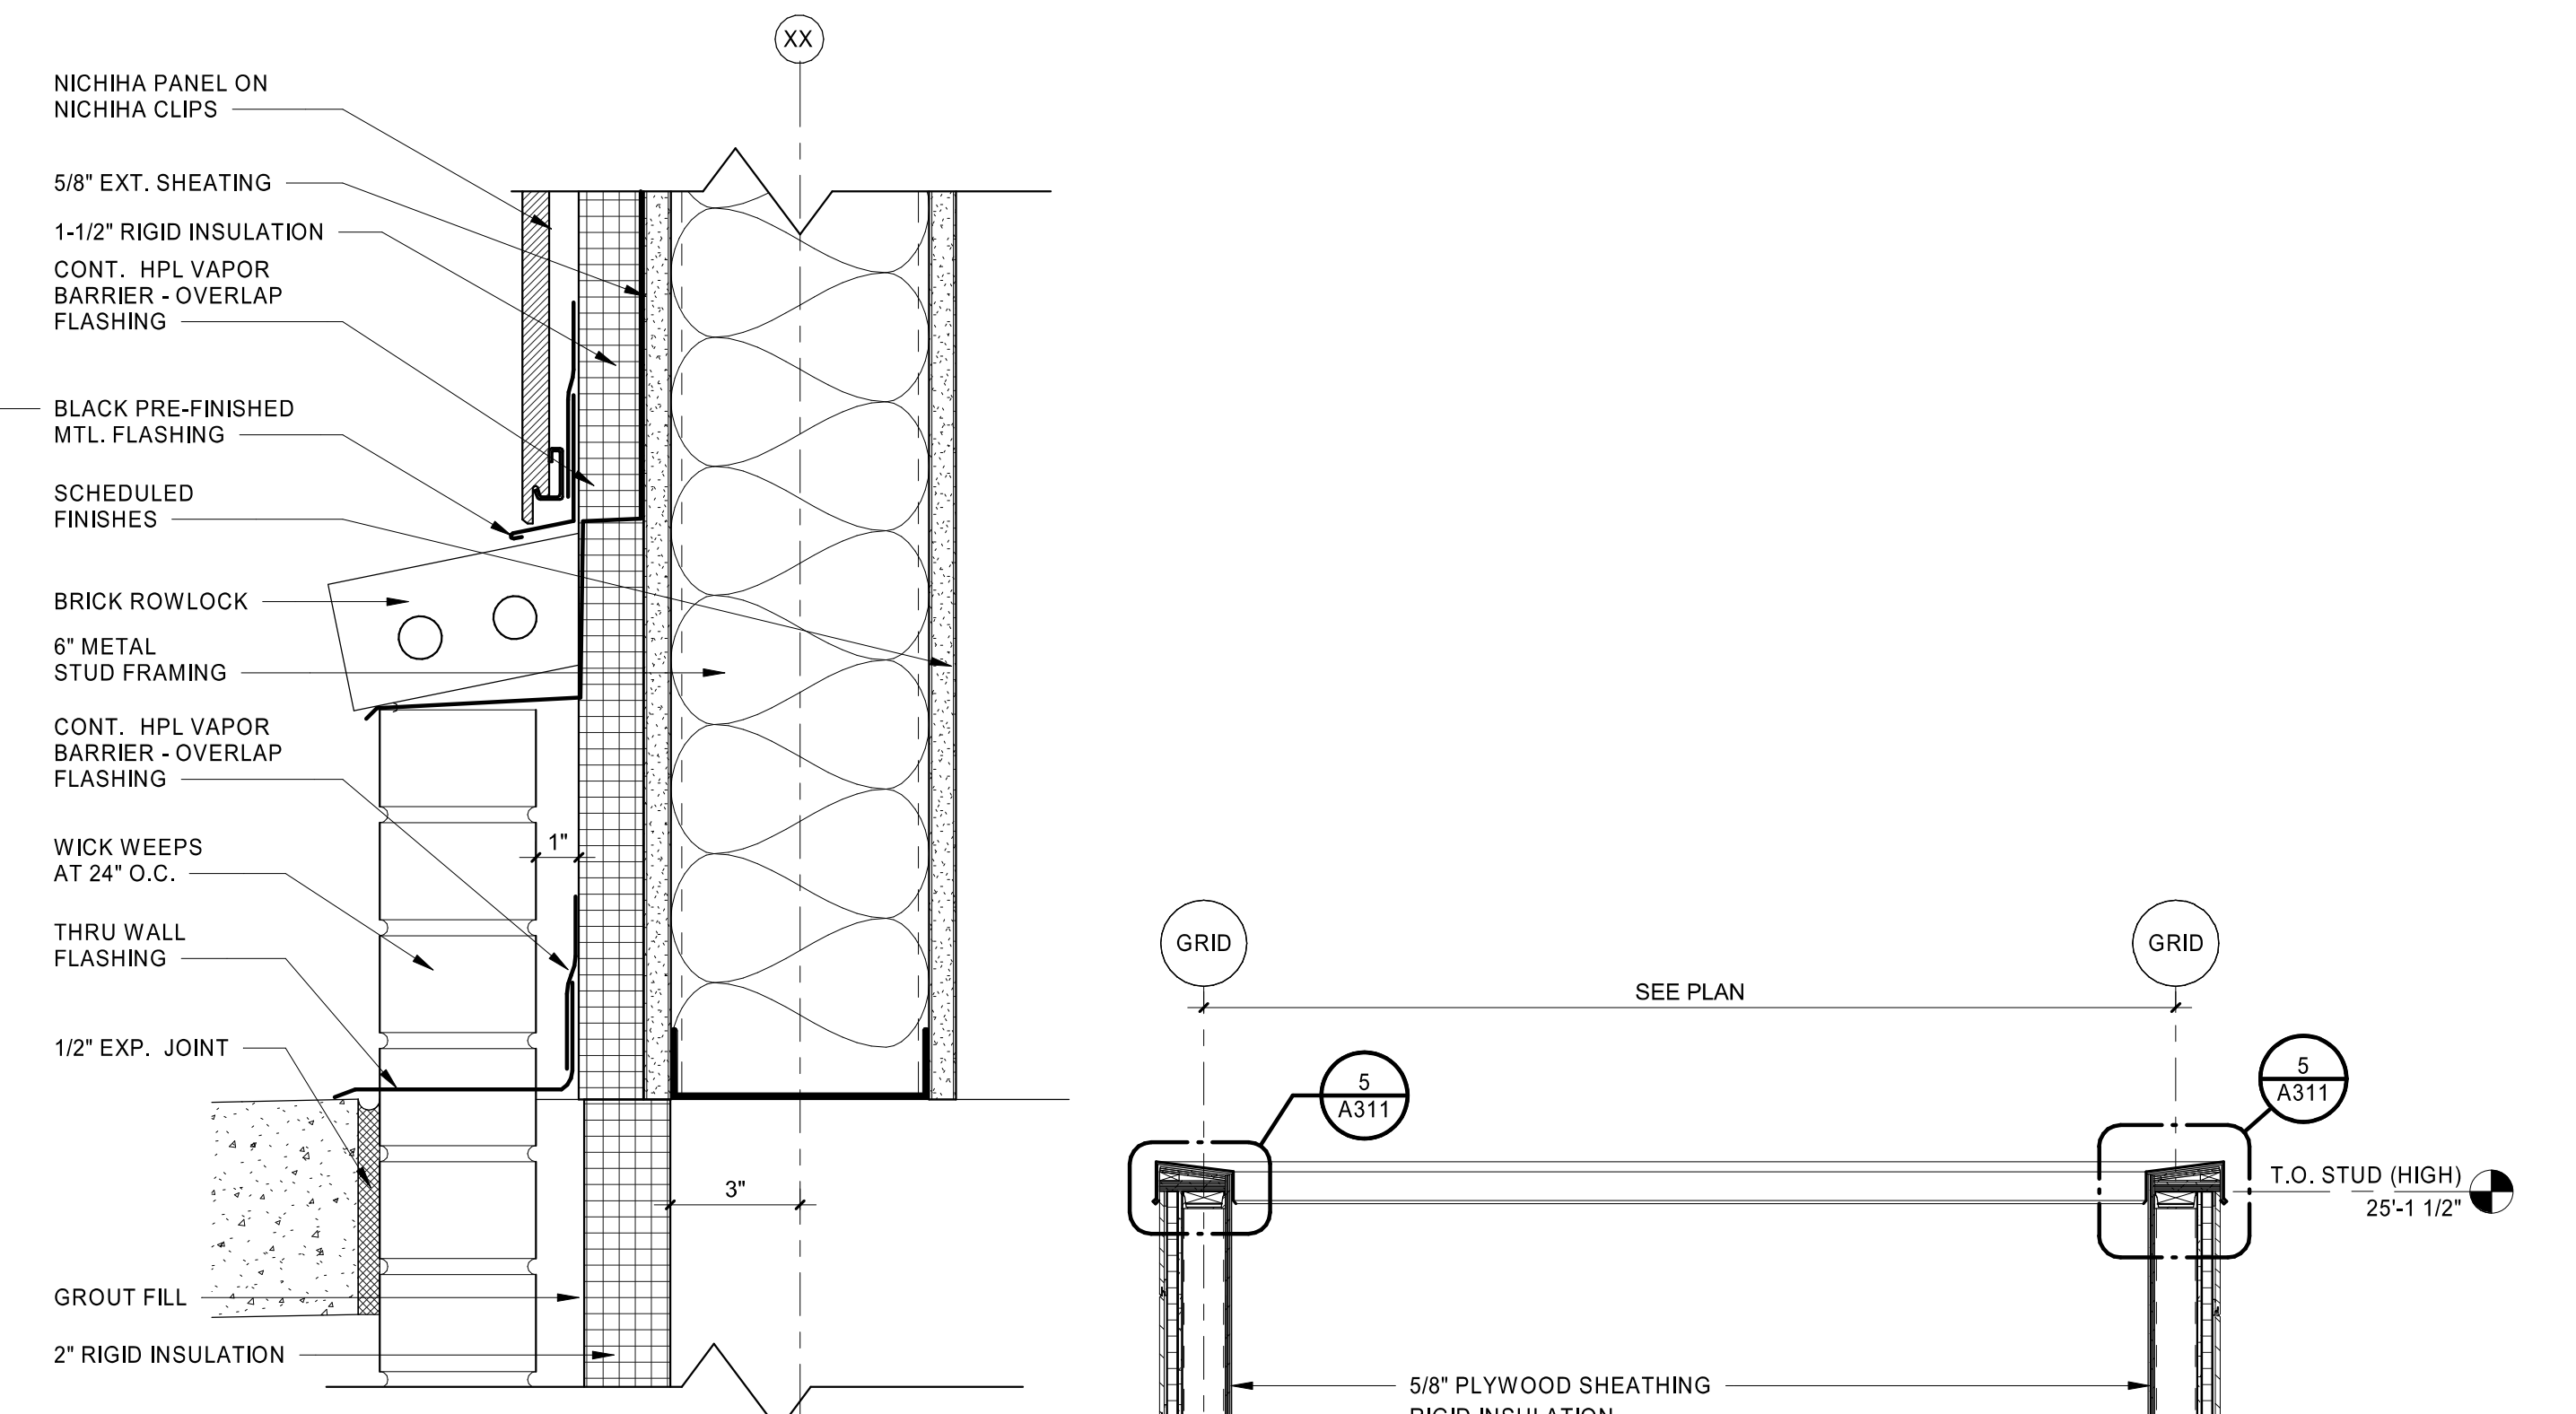 XX
NICHIHA PANEL ON
NICHIHA CLIPS
5/8" EXT. SHEATING
1-1/2" RIGID INSULATION
CONT. HPL VAPOR
BARRIER - OVERLAP
FLASHING
BLACK PRE-FINISHED
MTL. FLASHING
SCHEDULED
FINISHES
BRICK ROWLOCK
6" METAL
STUD FRAMING
CONT. HPL VAPOR
BARRIER - OVERLAP
FLASHING
WICK WEEPS
AT 24" O.C.
THRU WALL
FLASHING
1/2" EXP. JOINT
GROUT FILL
2" RIGID INSULATION
1"
3"
GRID
GRID
SEE PLAN
5
A311
5
A311
T.O. STUD (HIGH)
25'-1 1/2"
5/8" PLYWOOD SHEATHING
RIGID INSULATION